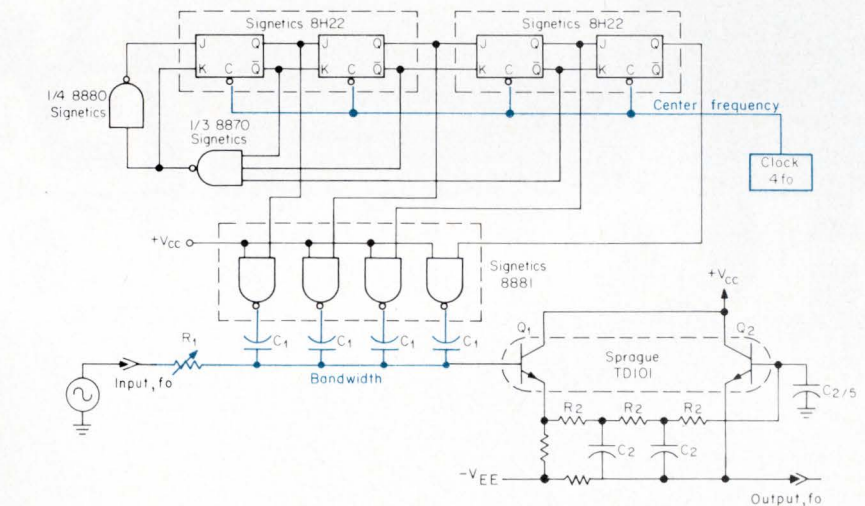 Signetics 8H22
Signetics 8H22
J Q
K C Q̅
J Q
K C Q̅
J Q
K C Q̅
J Q
K C Q̅
1/4 8880
Signetics
1/3 8870
Signetics
Center frequency
Clock
4fo
+VCC
Signetics
8881
R1
C1
C1
C1
C1
Input, fo
Bandwidth
+VCC
Q1
Q2
Sprague
TD101
C2/5
R2
R2
R2
C2
C2
-VEE
Output, fo